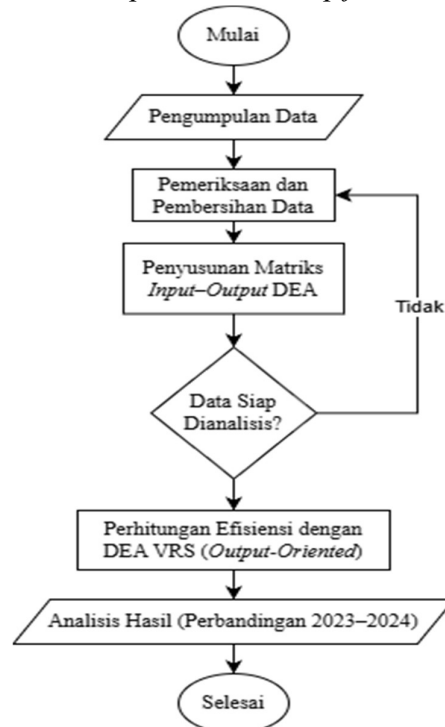 Mulai
Pengumpulan Data
Pemeriksaan dan
Pembersihan Data
Penyusunan Matriks
Input–Output DEA
Tidak
Data Siap
Dianalisis?
Perhitungan Efisiensi dengan
DEA VRS (Output-Oriented)
Analisis Hasil (Perbandingan 2023–2024)
Selesai